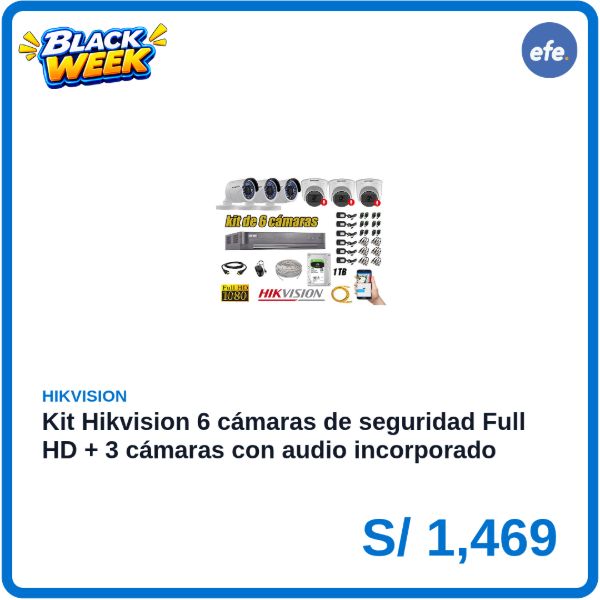 BLACK
WEEK
efe.
kit de 6 cámaras
1TB
Full HD
1080
HIKVISION
HIKVISION
Kit Hikvision 6 cámaras de seguridad Full
HD + 3 cámaras con audio incorporado
S/ 1,469